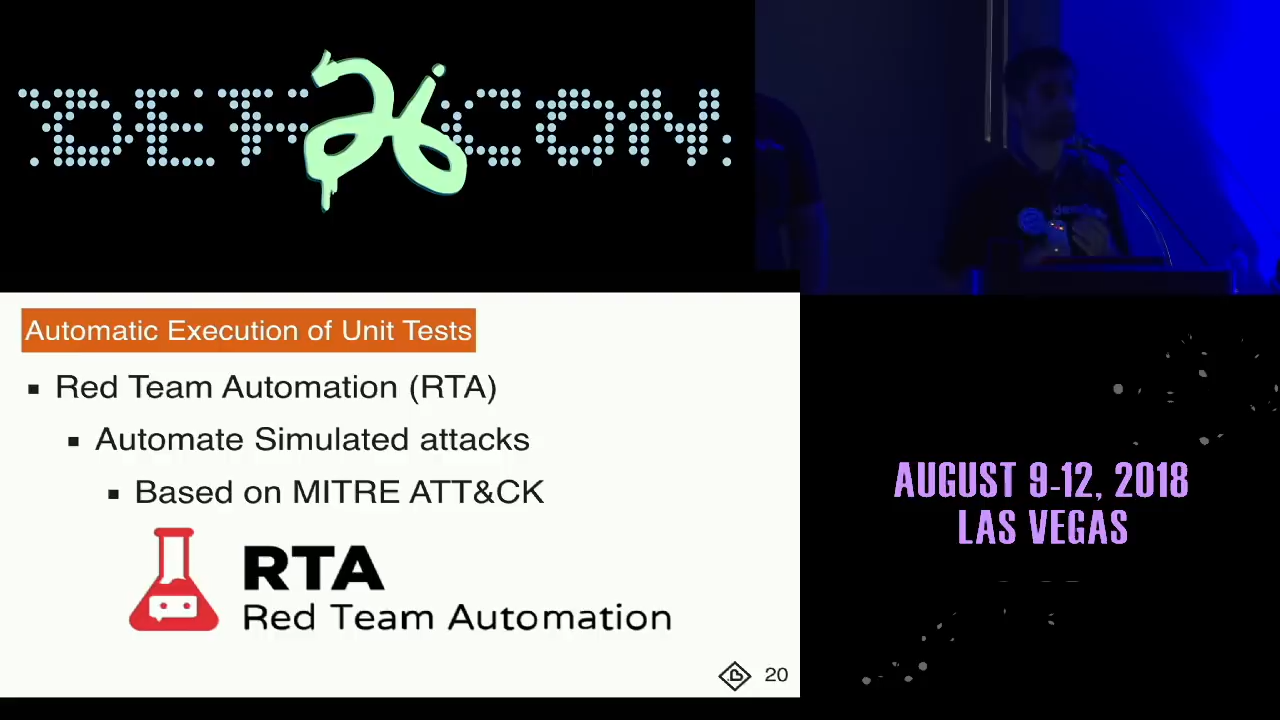 DEF 26 CON
Automatic Execution of Unit Tests
Red Team Automation (RTA)
Automate Simulated attacks
Based on MITRE ATT&CK
RTA
Red Team Automation
20
AUGUST 9-12, 2018
LAS VEGAS